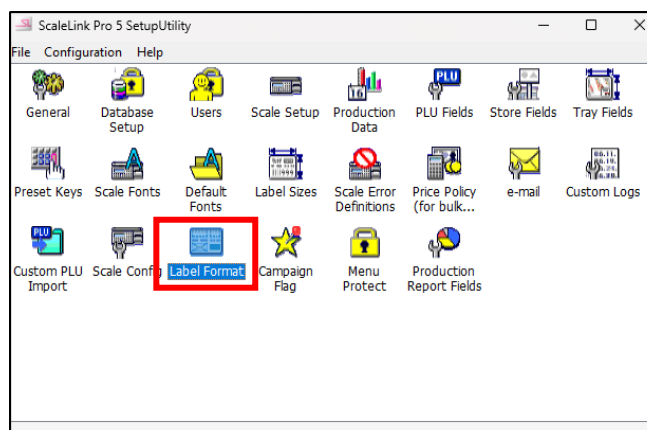 ScaleLink Pro 5 SetupUtility
File Configuration Help
General
Database
Setup
Users
Scale Setup
Production
Data
PLU Fields
Store Fields
Tray Fields
Preset Keys
Scale Fonts
Default
Fonts
Label Sizes
Scale Error
Definitions
Price Policy
(for bulk...
e-mail
Custom Logs
Custom PLU
Import
Scale Config
Label Format
Campaign
Flag
Menu
Protect
Production
Report Fields